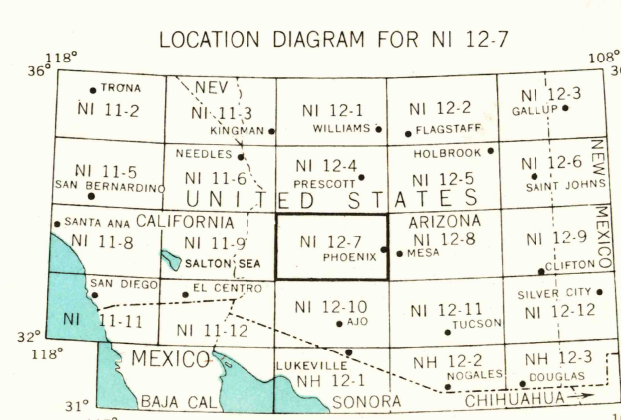 LOCATION DIAGRAM FOR NI 12-7
118° 108°
36° 36
TRONA NEV NI 12-3
NI 11-2 NI 11-3 NI 12-1 NI 12-2 GALLUP
KINGMAN WILLIAMS FLAGSTAFF
NEEDLES HOLBROOK
NI 11-5 NI 11-6 NI 12-4 NI 12-5 NI 12-6 NEW
SAN BERNARDINO PRESCOTT SAINT JOHNS
UNITED STATES
SANTA ANA CALIFORNIA ARIZONA MEXICO
NI 11-8 NI 11-9 NI 12-7 NI 12-8 NI 12-9
SALTON SEA PHOENIX MESA
CLIFTON
SAN DIEGO EL CENTRO SILVER CITY
NI 11-11 NI 11-12 NI 12-10 NI 12-11 NI 12-12
AJO TUCSON
32°
118° MEXICO LUKEVILLE NH 12-2 NH 12-3
NH 12-1 NOGALES DOUGLAS
31° BAJA CAL SONORA CHIHUAHUA